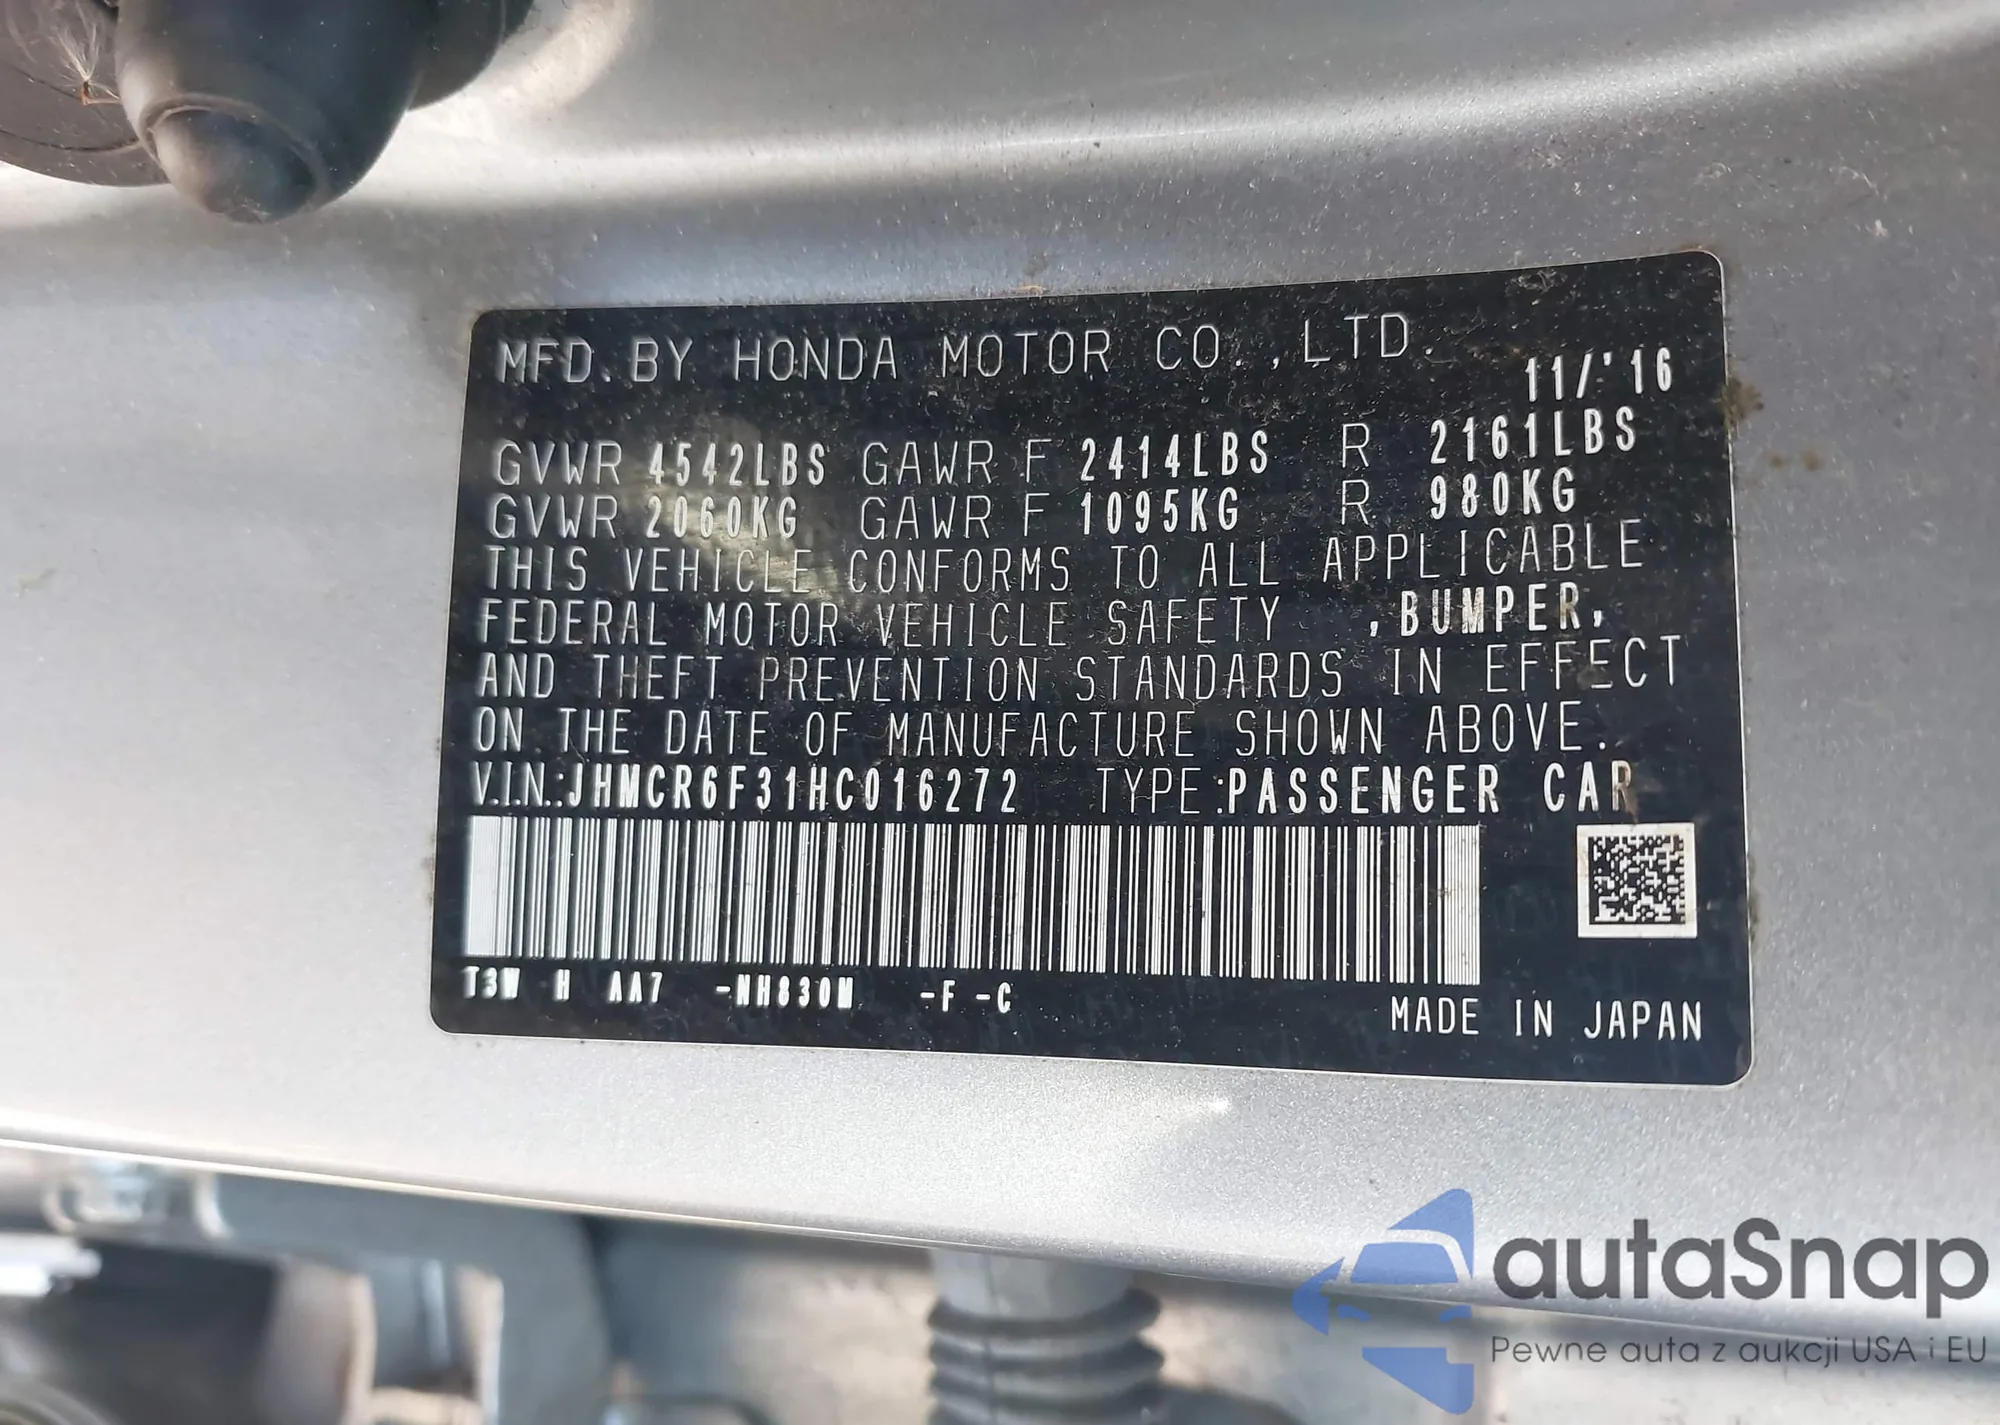 MFD. BY HONDA MOTOR CO., LTD.
11/'16
GVWR 4542LBS GAWR F 2414LBS R 2161LBS
GVWR 2060KG GAWR F 1095KG R 980KG
THIS VEHICLE CONFORMS TO ALL APPLICABLE
FEDERAL MOTOR VEHICLE SAFETY ,BUMPER,
AND THEFT PREVENTION STANDARDS IN EFFECT
ON THE DATE OF MANUFACTURE SHOWN ABOVE.
V.I.N.:JHMCR6F31HC016272 TYPE:PASSENGER CAR
T3W H AA7 -NH830M -F -C
MADE IN JAPAN
autaSnap
Pewne auta z aukcji USA i EU